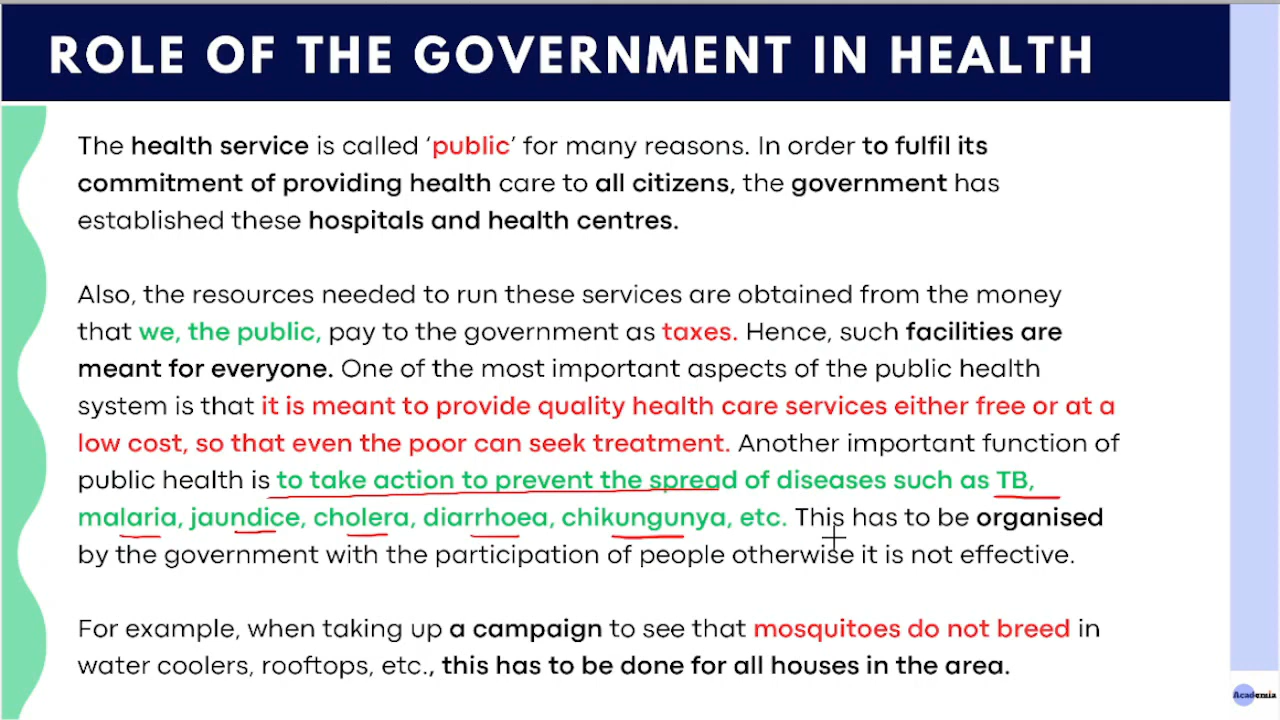 ROLE OF THE GOVERNMENT IN HEALTH
The health service is called ‘public’ for many reasons. In order to fulfil its
commitment of providing health care to all citizens, the government has
established these hospitals and health centres.
Also, the resources needed to run these services are obtained from the money
that we, the public, pay to the government as taxes. Hence, such facilities are
meant for everyone. One of the most important aspects of the public health
system is that it is meant to provide quality health care services either free or at a
low cost, so that even the poor can seek treatment. Another important function of
public health is to take action to prevent the spread of diseases such as TB,
malaria, jaundice, cholera, diarrhoea, chikungunya, etc. This has to be organised
by the government with the participation of people otherwise it is not effective.
For example, when taking up a campaign to see that mosquitoes do not breed in
water coolers, rooftops, etc., this has to be done for all houses in the area.
Academia